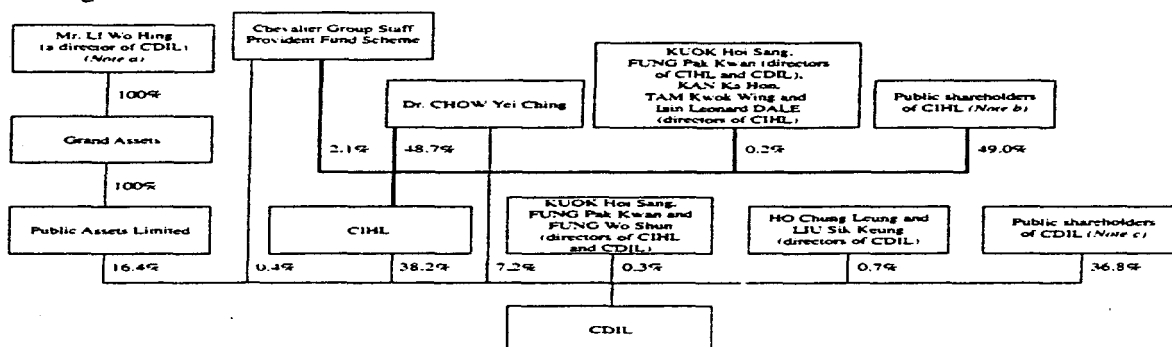 Mr. LI Wo Hing
(a director of CDIL)
(Note a)
Chevalier Group Staff
Provident Fund Scheme
KUOK Hoi Sang,
FUNG Pak Kwan (directors
of CIHL and CDIL),
KAN Ka Hon,
TAM Kwok Wing and
Iain Leonard DALE
(directors of CIHL)
Dr. CHOW Yei Ching
Public shareholders
of CIHL (Note b)
100%
Grand Assets
2.1%
48.7%
0.2%
49.0%
100%
Public Assets Limited
CIHL
KUOK Hoi Sang,
FUNG Pak Kwan and
FUNG Wo Shun
(directors of CIHL
and CDIL)
HO Chung Leung and
LIU Sik Keung
(directors of CDIL)
Public shareholders
of CDIL (Note c)
16.4%
0.4%
38.2%
7.2%
0.3%
0.7%
36.8%
CDIL